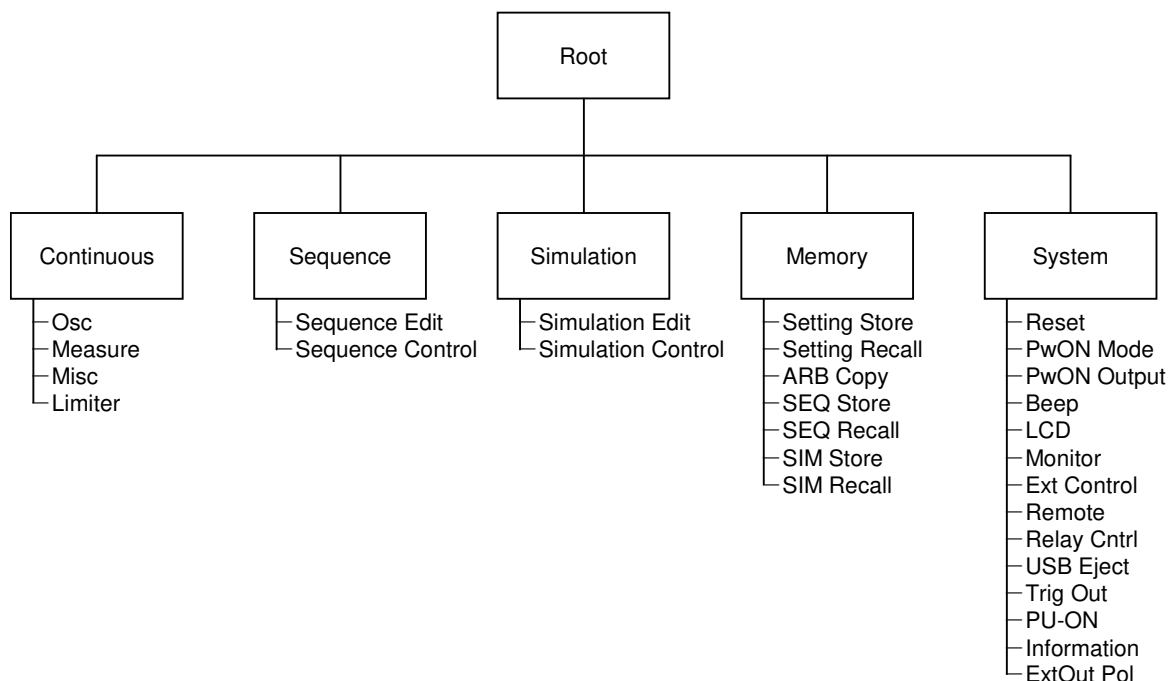 Root
Continuous
Osc
Measure
Misc
Limiter
Sequence
Sequence Edit
Sequence Control
Simulation
Simulation Edit
Simulation Control
Memory
Setting Store
Setting Recall
ARB Copy
SEQ Store
SEQ Recall
SIM Store
SIM Recall
System
Reset
PwON Mode
PwON Output
Beep
LCD
Monitor
Ext Control
Remote
Relay Cntrl
USB Eject
Trig Out
PU-ON
Information
ExtOut Pol